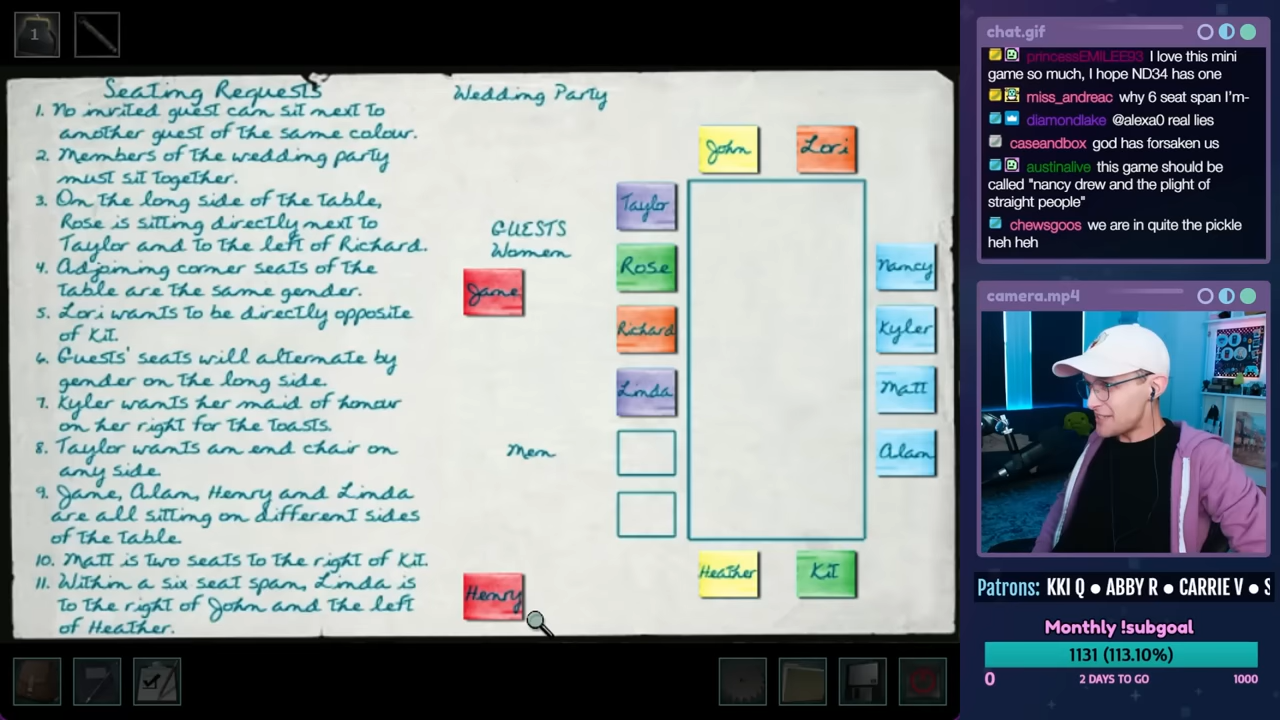 1
Seating Requests
1. No invited guest can sit next to
another guest of the same colour.
2. Members of the wedding party
must sit together.
3. On the long side of the table,
Rose is sitting directly next to
Taylor and to the left of Richard.
4. Adjoining corner seats of the
table are the same gender.
5. Lori wants to be directly opposite
of Kit.
6. Guests' seats will alternate by
gender on the long side.
7. Kyler wants her maid of honour
on her right for the toasts.
8. Taylor wants an end chair on
any side.
9. Jane, Alan, Henry and Linda
are all sitting on different sides
of the table.
10. Matt is two seats to the right of Kit.
11. Within a six seat span, Linda is
to the right of John and the left
of Heather.
Wedding Party
GUESTS
Women
Jane
Men
Henry
John
Lori
Taylor
Rose
Richard
Linda
Nancy
Kyler
Matt
Alan
Heather
Kit
chat.gif
princessEMILEE93 I love this mini
game so much, I hope ND34 has one
miss_andreac why 6 seat span I'm-
diamondlake @alexa0 real lies
caseandbox god has forsaken us
austinalive this game should be
called "nancy drew and the plight of
straight people"
chewsgoos we are in quite the pickle
heh heh
camera.mp4
Patrons: KKI Q ● ABBY R ● CARRIE V ● S
Monthly !subgoal
1131 (113.10%)
0
2 DAYS TO GO
1000